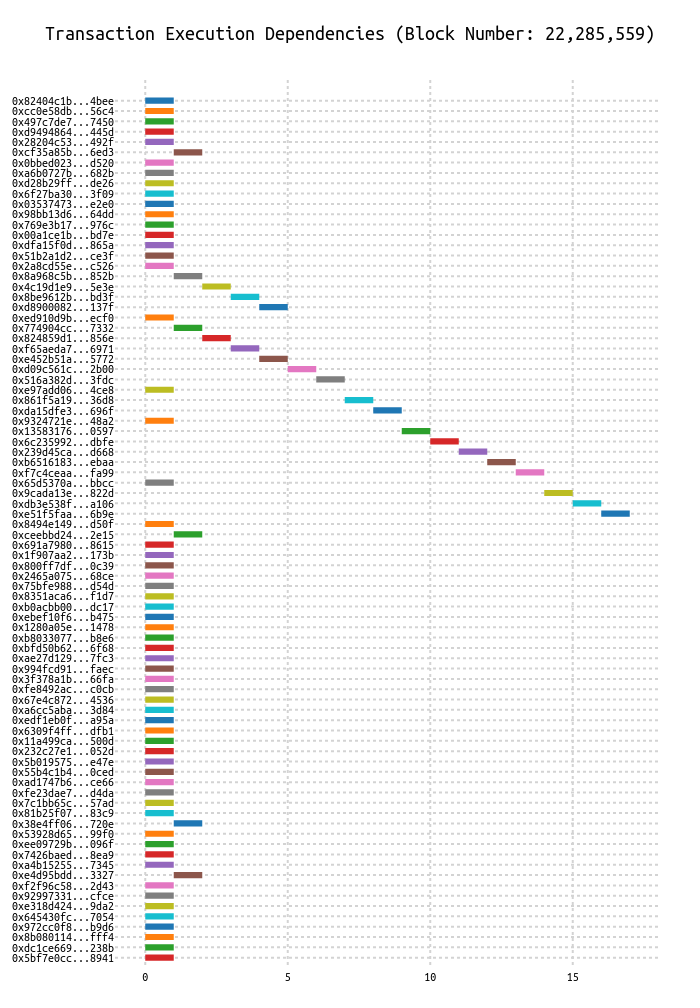 Transaction Execution Dependencies (Block Number: 22,285,559)
0x82404c1b...4bee
0xcc0e58db...56c4
0x497c7de7...7450
0xd9494864...445d
0x28204c53...492f
0xcf35a85b...6ed3
0x0bbed023...d520
0xa6b0727b...682b
0xd28b29ff...de26
0x6f27ba30...3f09
0x03537473...e2e0
0x98bb13d6...64dd
0x769e3b17...976c
0x00a1ce1b...bd7e
0xdfa15f0d...865a
0x51b2a1d2...ce3f
0x2a8cd55e...c526
0x8a968c5b...852b
0x4c19d1e9...5e3e
0x8be9612b...bd3f
0xd8900082...137f
0xed910d9b...ecf0
0x774904cc...7332
0x824859d1...856e
0xf65aeda7...6971
0xe452b51a...5772
0xd09c561c...2b00
0x516a382d...3fdc
0xe97add06...4ce8
0x861f5a19...36d8
0xda15dfe3...696f
0x9324721e...48a2
0x13583176...0597
0x6c235992...dbfe
0x239d45ca...d668
0xb6516183...ebaa
0xf7c4ceaa...fa99
0x65d5370a...bbcc
0x9cada13e...822d
0xdb3e538f...a106
0xe51f5faa...6b9e
0x8494e149...d50f
0xceebbd24...2e15
0x691a7980...8615
0x1f907aa2...173b
0x800ff7df...0c39
0x2465a075...68ce
0x75bfe988...d54d
0x8351aca6...f1d7
0xb0acbb00...dc17
0xebef10f6...b475
0x1280a05e...1478
0xb8033077...b8e6
0xbfd50b62...6f68
0xae27d129...7fc3
0x994fcd91...faec
0x3f378a1b...66fa
0xfe8492ac...c0cb
0x67e4c872...4536
0xa6cc5aba...3d84
0xedf1eb0f...a95a
0x6309f4ff...dfb1
0x11a499ca...500d
0x232c27e1...052d
0x5b019575...e47e
0x55b4c1b4...0ced
0xad1747b6...ce66
0xfe23dae7...d4da
0x7c1bb65c...57ad
0x81b25f07...83c9
0x38e4ff06...720e
0x53928d65...99f0
0xee09729b...096f
0x7426baed...8ea9
0xa4b15255...7345
0xe4d95bdd...3327
0xf2f96c58...2d43
0x92997331...cfce
0xe318d424...9da2
0x645430fc...7054
0x972cc0f8...b9d6
0x8b080114...fff4
0xdc1ce669...238b
0x5bf7e0cc...8941
0 5 10 15